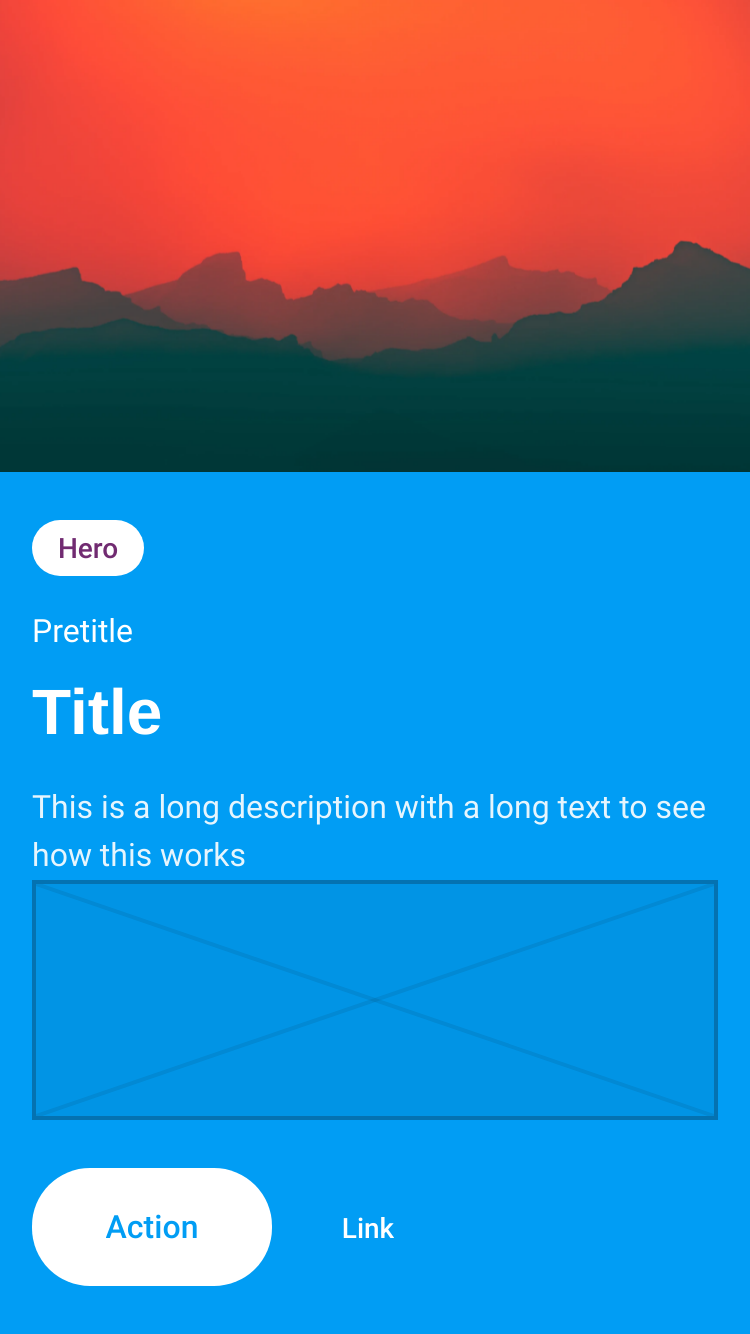 Hero
Pretitle
Title
This is a long description with a long text to see
how this works
Action
Link